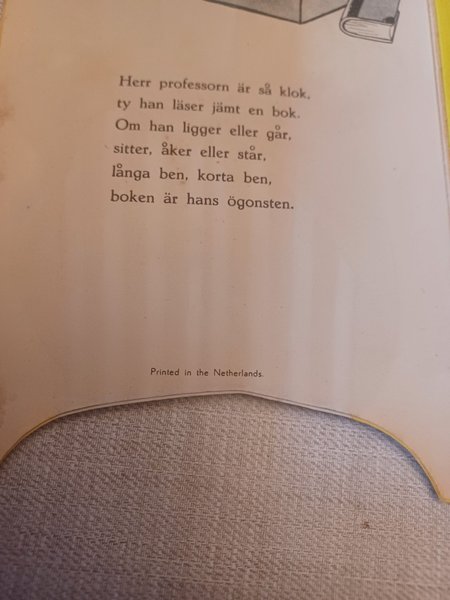 Herr professorn är så klok,
ty han läser jämt en bok.
Om han ligger eller går,
sitter, åker eller står,
långa ben, korta ben,
boken är hans ögonsten.
Printed in the Netherlands.